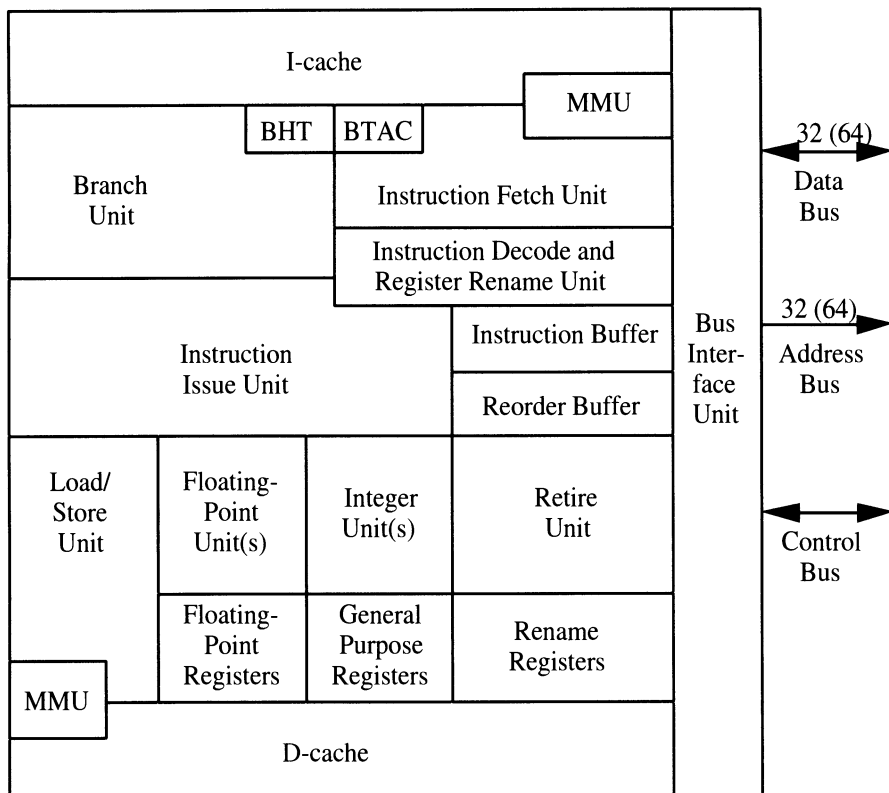 I-cache
MMU
BHT
BTAC
32 (64)
Data
Bus
Branch
Unit
Instruction Fetch Unit
Instruction Decode and
Register Rename Unit
32 (64)
Address
Bus
Instruction
Issue Unit
Instruction Buffer
Reorder Buffer
Bus
Inter-
face
Unit
Load/
Store
Unit
Floating-
Point
Unit(s)
Integer
Unit(s)
Retire
Unit
Control
Bus
Floating-
Point
Registers
General
Purpose
Registers
Rename
Registers
MMU
D-cache